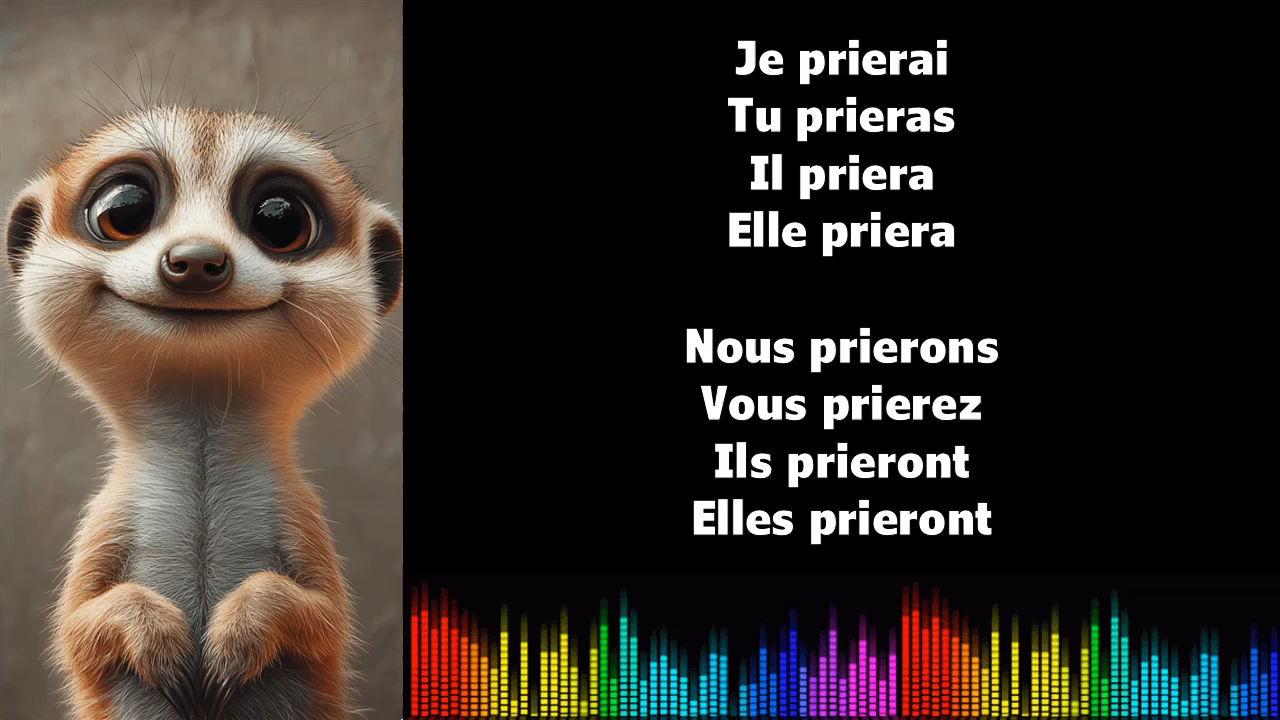 Je prierai
Tu prieras
Il priera
Elle priera
Nous prierons
Vous prierez
Ils prieront
Elles prieront